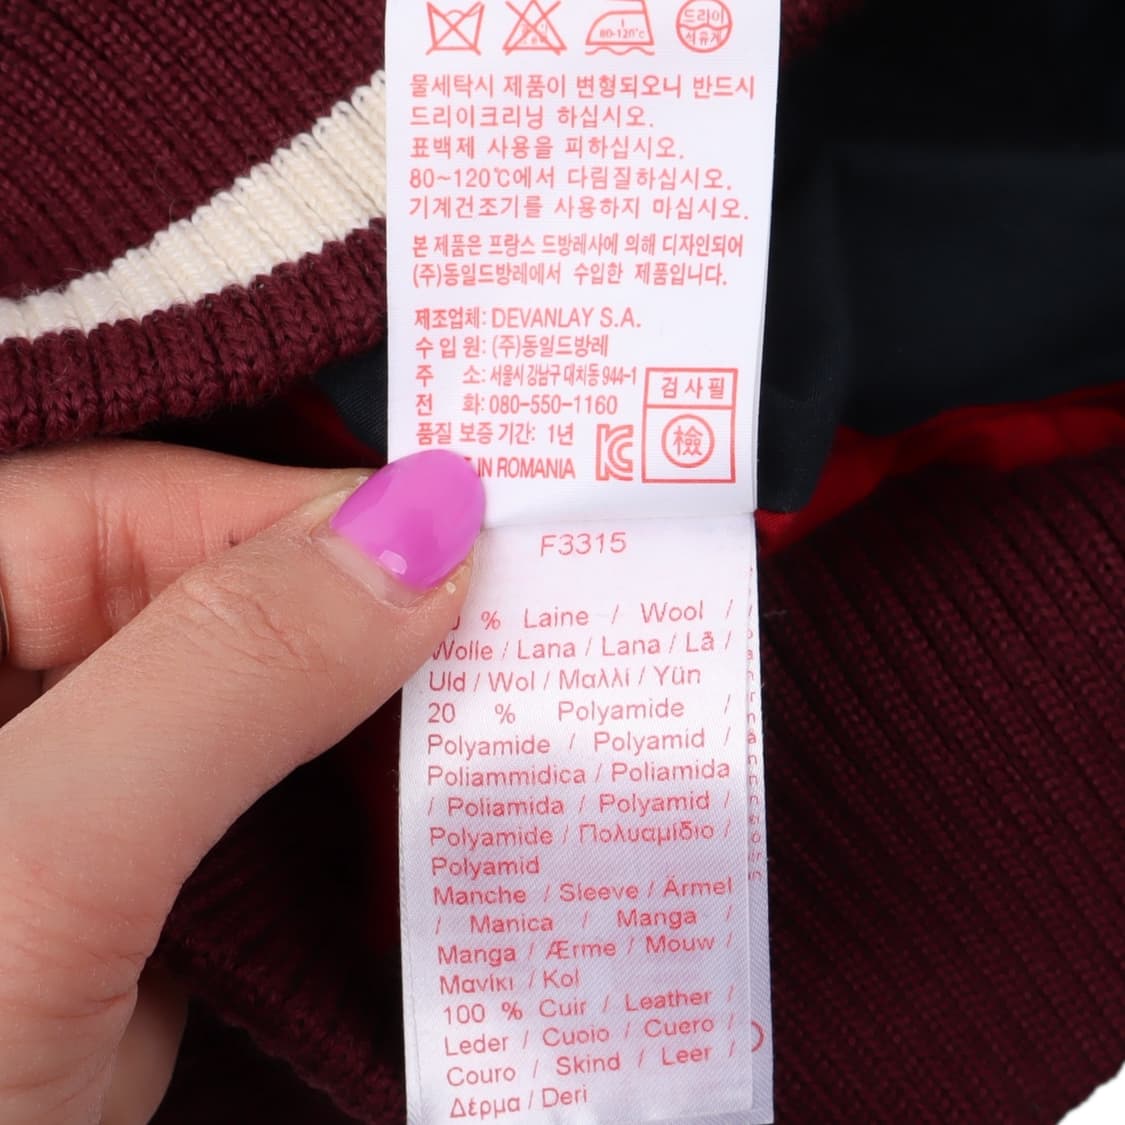 80-120℃
드라이
석유계
물세탁시 제품이 변형되오니 반드시
드리이크리닝 하십시오.
표백제 사용을 피하십시오.
80~120℃에서 다림질하십시오.
기계건조기를 사용하지 마십시오.
본 제품은 프랑스 드방레사에 의해 디자인되어
(주)동일드방레에서 수입한 제품입니다.
제조업체: DEVANLAY S.A.
수 입 원: (주)동일드방레
주 소: 서울시 강남구 대치동 944-1
전 화: 080-550-1160
품질 보증 기간: 1년
IN ROMANIA
검사필
檢
F3315
% Laine / Wool /
Wolle / Lana / Lana / Lã /
Uld / Wol / Μαλλί / Yün
20 % Polyamide /
Polyamide / Polyamid /
Poliammidica / Poliamida
/ Poliamida / Polyamid /
Polyamide / Πολυαμίδιο /
Polyamid
Manche / Sleeve / Ärmel
/ Manica / Manga /
Manga / Ærme / Mouw /
Μανίκι / Kol
100 % Cuir / Leather /
Leder / Cuoio / Cuero /
Couro / Skind / Leer /
Δέρμα / Deri